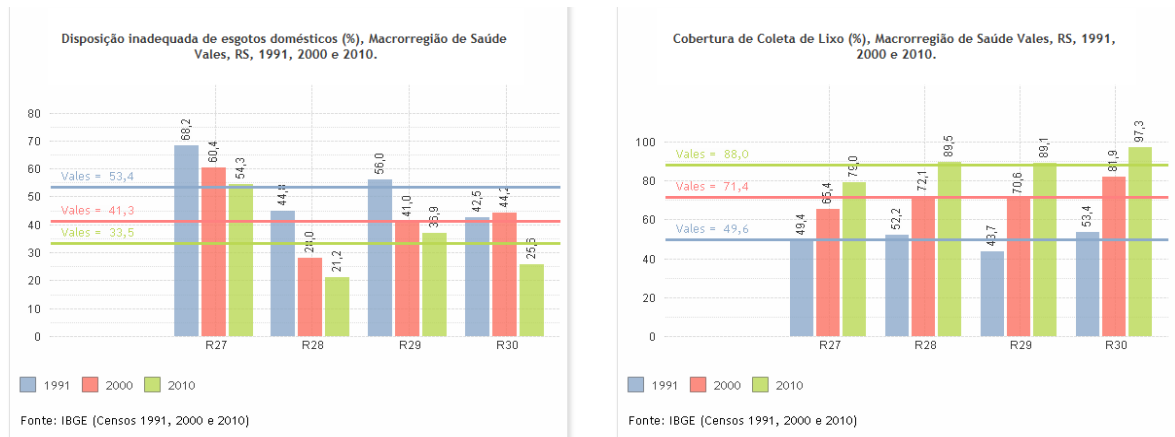 Disposição inadequada de esgotos domésticos (%), Macrorregião de Saúde
Vales, RS, 1991, 2000 e 2010.
80
70
60
50
40
30
20
10
0
Vales = 53,4
Vales = 41,3
Vales = 33,5
68,2
60,4
54,3
44,8
28,0
21,2
56,0
41,0
36,9
42,5
44,2
25,6
R27
R28
R29
R30
1991 2000 2010
Fonte: IBGE (Censos 1991, 2000 e 2010)
Cobertura de Coleta de Lixo (%), Macrorregião de Saúde Vales, RS, 1991,
2000 e 2010.
100
80
60
40
20
0
Vales = 88,0
Vales = 71,4
Vales = 49,6
49,4
65,4
79,0
52,2
72,1
89,5
43,7
70,6
89,1
53,4
81,9
97,3
R27
R28
R29
R30
1991 2000 2010
Fonte: IBGE (Censos 1991, 2000 e 2010)